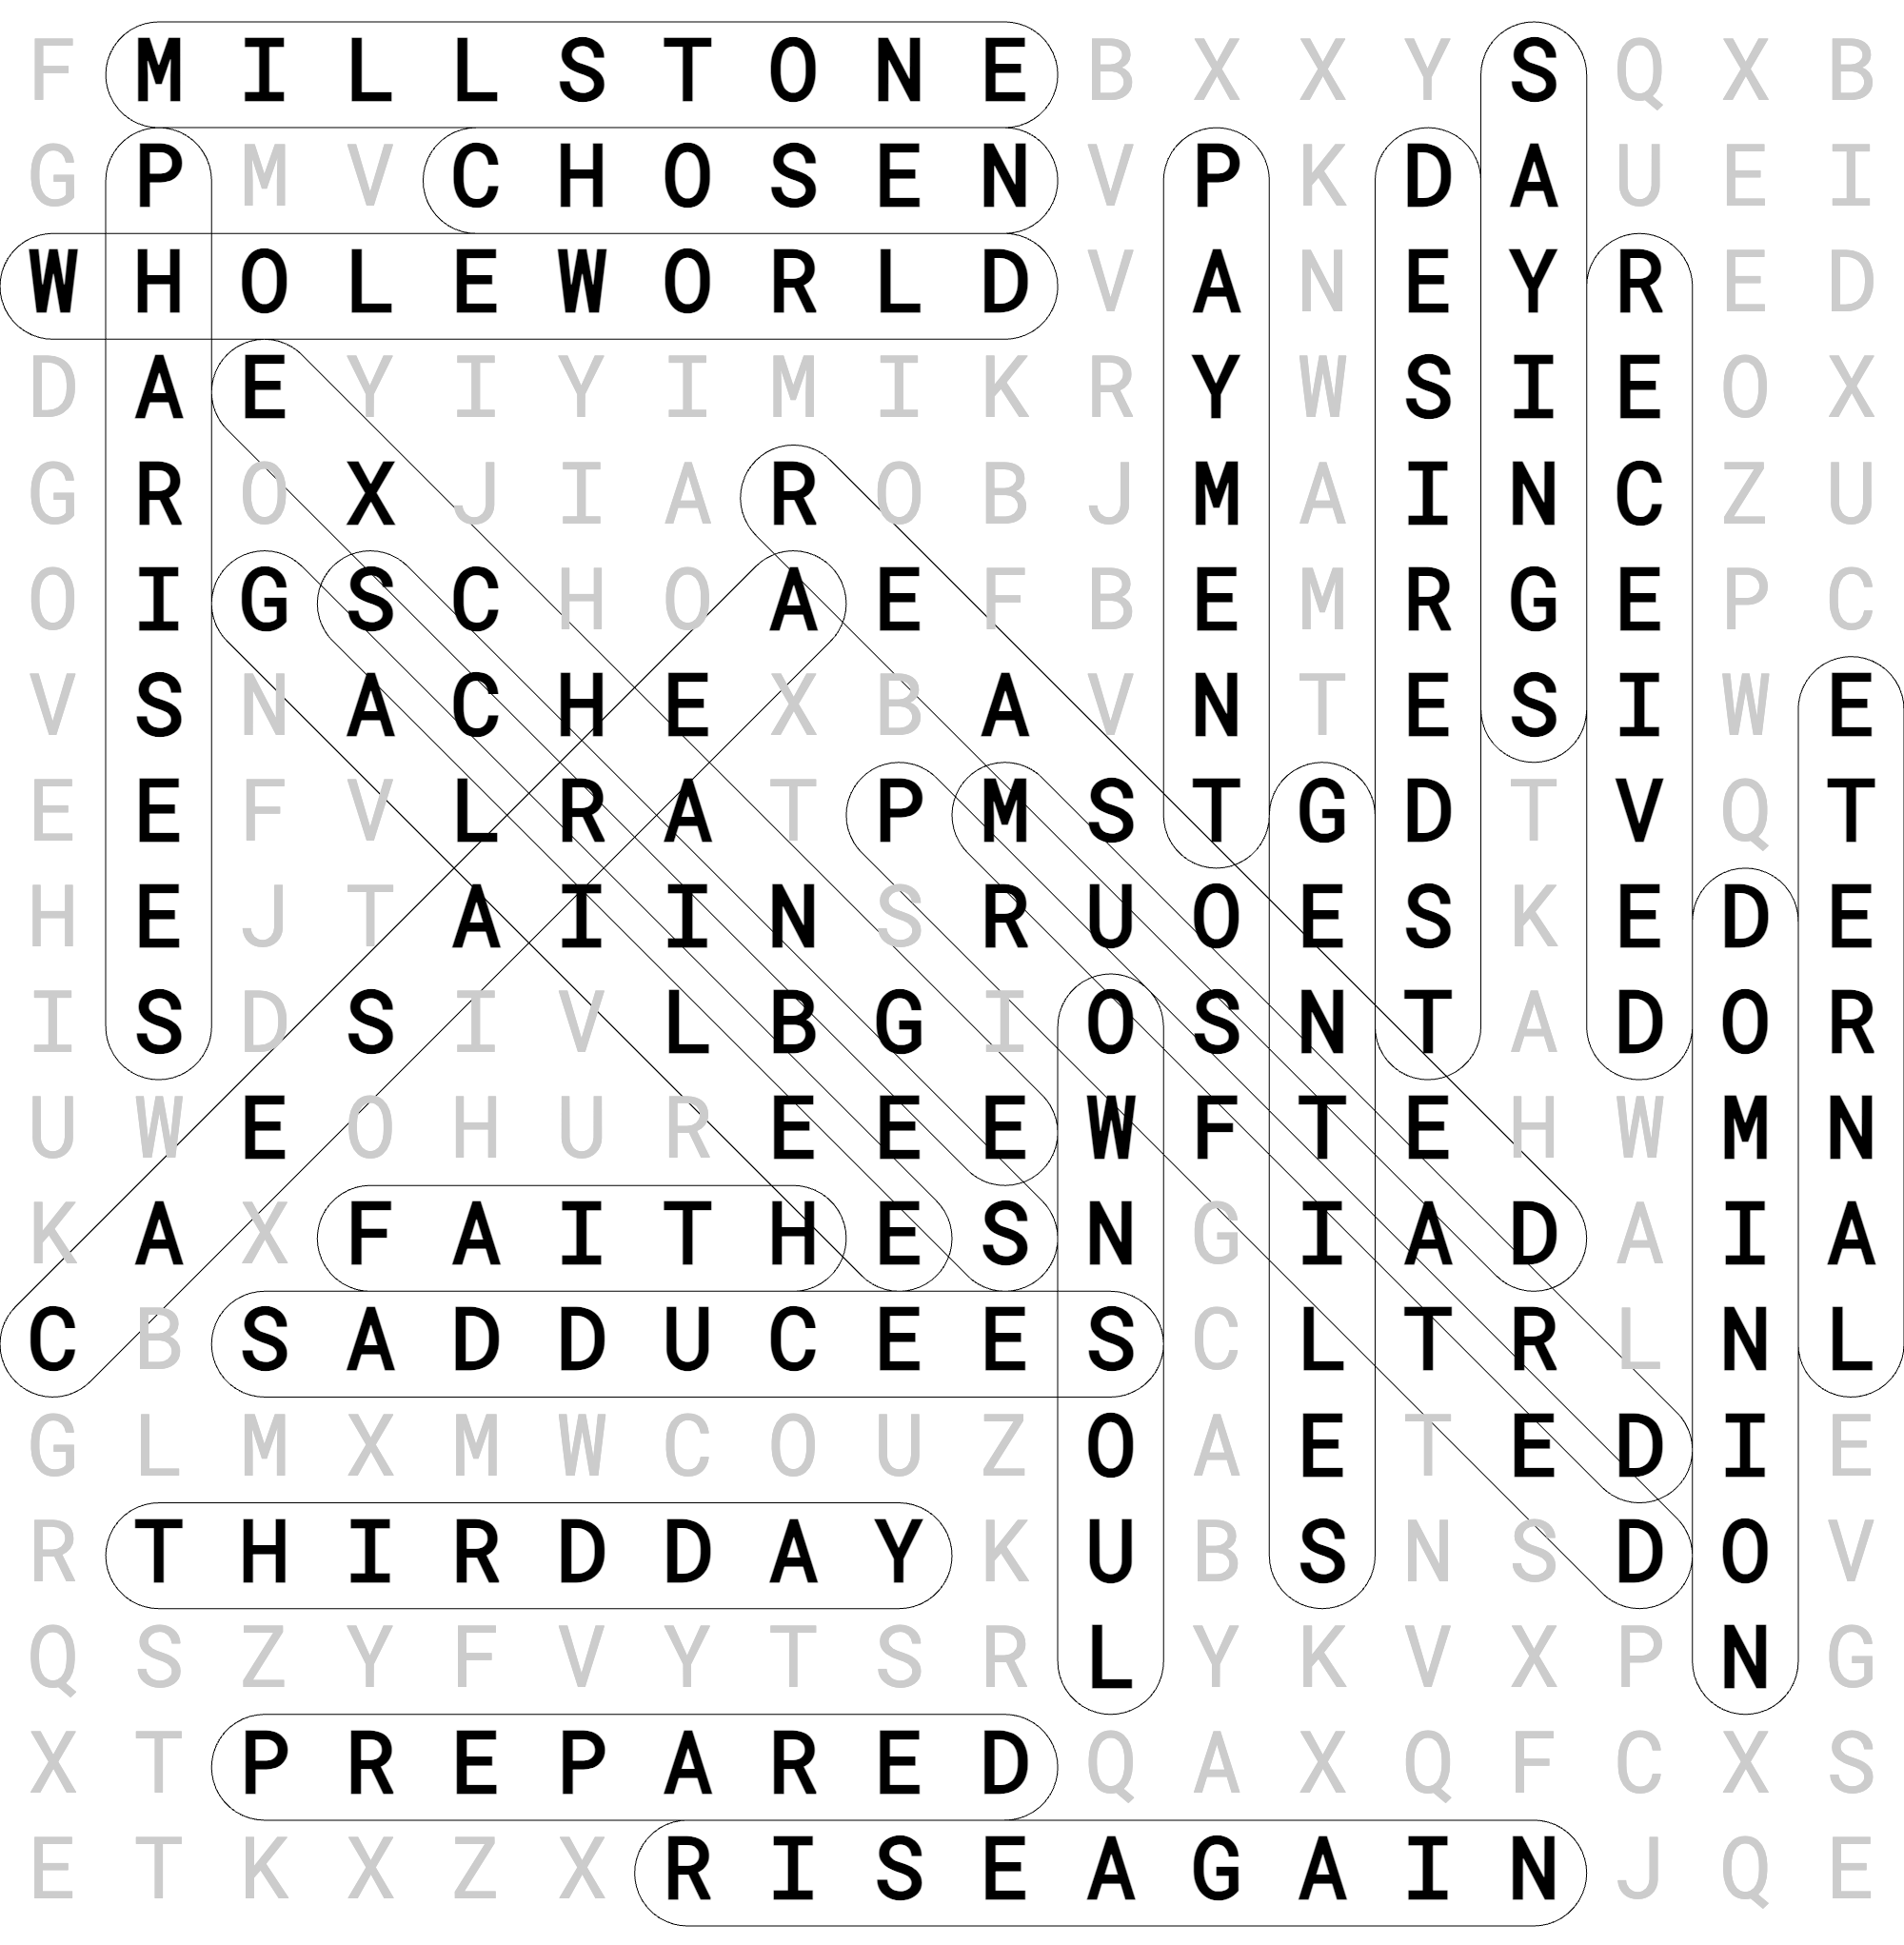 F M I L L S T O N E B X X Y S Q X B
G P M V C H O S E N V P K D A U E I
W H O L E W O R L D V A N E Y R E D
D A E Y I Y I M I K R Y W S I E O X
G R O X J I A R O B J M A I N C Z U
O I G S C H O A E F B E M R G E P C
V S N A C H E X B A V N T E S I W E
E E F V L R A T P M S T G D T V Q T
H E J T A I I N S R U O E S K E D E
I S D S I V L B G I O S N T A D O R
U W E O H U R E E E W F T E H W M N
K A X F A I T H E S N G I A D A I A
C B S A D D U C E E S C L T R L N L
G L M X M W C O U Z O A E T E D I E
R T H I R D D A Y K U B S N S D O V
Q S Z Y F V Y T S R L Y K V X P N G
X T P R E P A R E D Q A X Q F C X S
E T K X Z X R I S E A G A I N J Q E